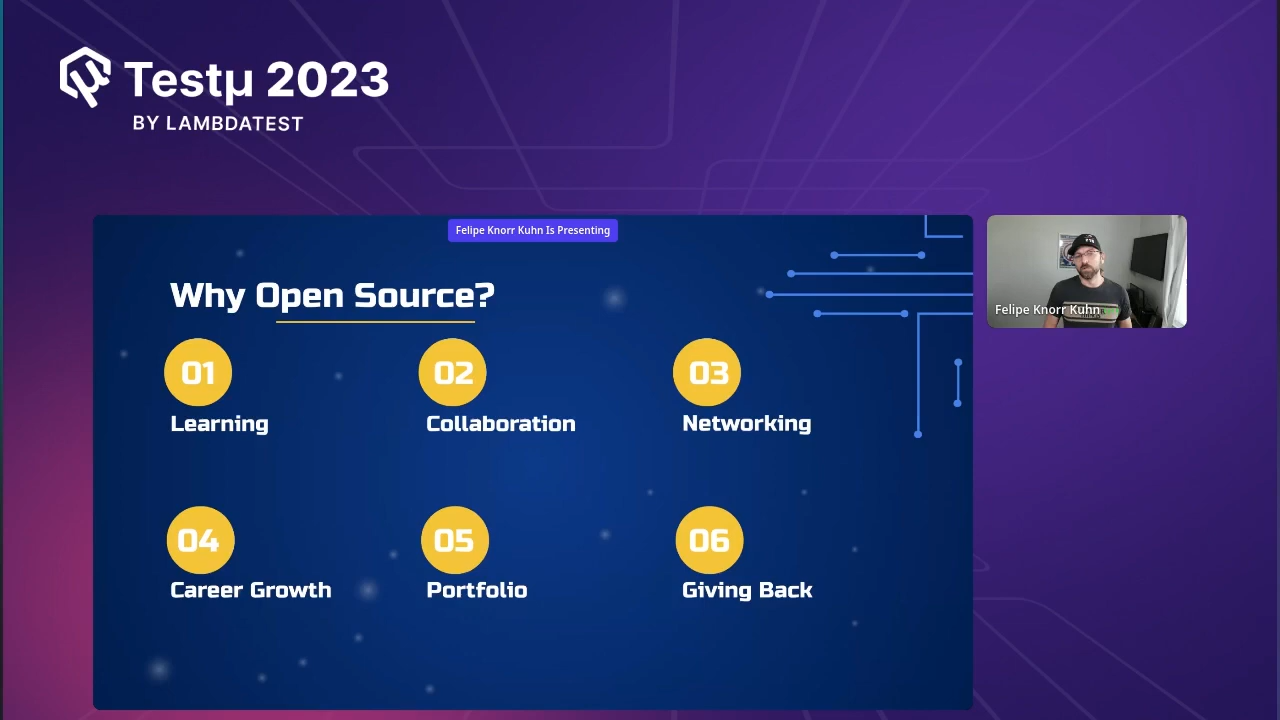 Testμ 2023
BY LAMBDATEST
Felipe Knorr Kuhn Is Presenting
Why Open Source?
01
02
03
Learning
Collaboration
Networking
04
05
06
Career Growth
Portfolio
Giving Back
Felipe Knorr Kuhn